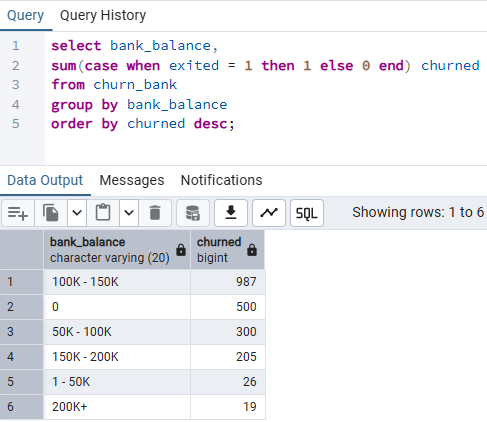 Query Query History
1 select bank_balance,
2 sum(case when exited = 1 then 1 else 0 end) churned
3 from churn_bank
4 group by bank_balance
5 order by churned desc;
Data Output Messages Notifications
SQL Showing rows: 1 to 6
bank_balance churned
character varying (20) bigint
1 100K - 150K 987
2 0 500
3 50K - 100K 300
4 150K - 200K 205
5 1 - 50K 26
6 200K+ 19